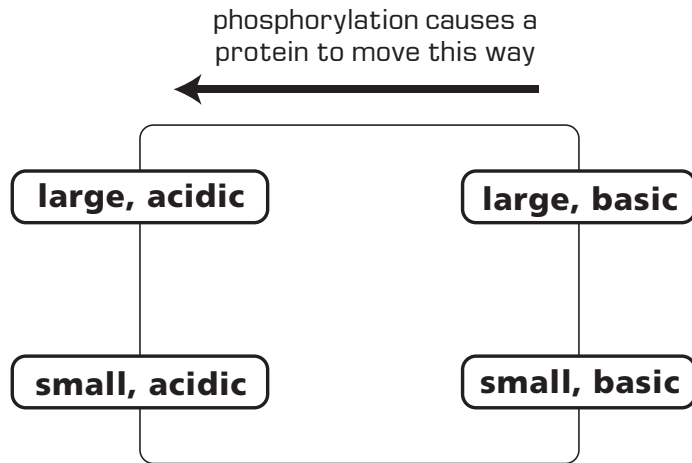 phosphorylation causes a
protein to move this way
large, acidic
large, basic
small, acidic
small, basic